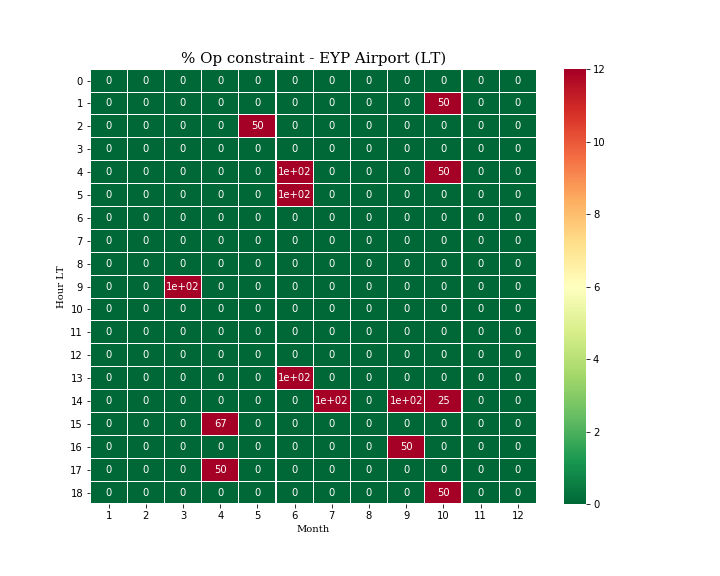 % Op constraint - EYP Airport (LT)
0 0 0 0 0 0 0 0 0 0 0 0 0
1 0 0 0 0 0 0 0 0 0 50 0 0
2 0 0 0 0 50 0 0 0 0 0 0 0
3 0 0 0 0 0 0 0 0 0 0 0 0
4 0 0 0 0 0 1e+02 0 0 0 50 0 0
5 0 0 0 0 0 1e+02 0 0 0 0 0 0
6 0 0 0 0 0 0 0 0 0 0 0 0
7 0 0 0 0 0 0 0 0 0 0 0 0
8 0 0 0 0 0 0 0 0 0 0 0 0
9 0 0 1e+02 0 0 0 0 0 0 0 0 0
10 0 0 0 0 0 0 0 0 0 0 0 0
11 0 0 0 0 0 0 0 0 0 0 0 0
12 0 0 0 0 0 0 0 0 0 0 0 0
13 0 0 0 0 0 1e+02 0 0 0 0 0 0
14 0 0 0 0 0 0 1e+02 0 1e+02 25 0 0
15 0 0 0 67 0 0 0 0 0 0 0 0
16 0 0 0 0 0 0 0 0 50 0 0 0
17 0 0 0 50 0 0 0 0 0 0 0 0
18 0 0 0 0 0 0 0 0 0 50 0 0
1 2 3 4 5 6 7 8 9 10 11 12
Month
Hour LT
12
10
8
6
4
2
0